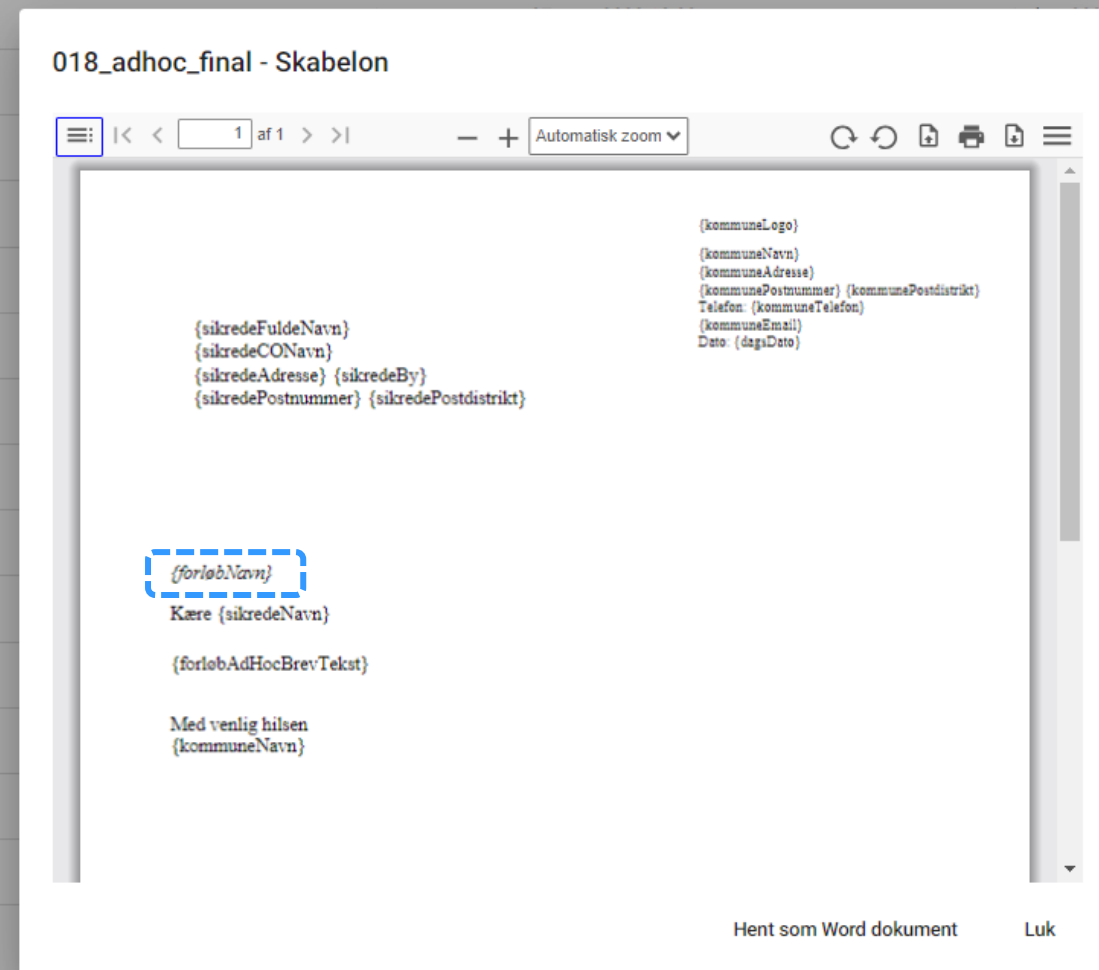 018_adhoc_final - Skabelon
1 af 1
Automatisk zoom
{kommuneLogo}
{kommuneNavn}
{kommuneAdresse}
{kommunePostnummer} {kommunePostdistrikt}
Telefon: {kommuneTelefon}
{kommuneEmail}
Dato: {dagsDato}
{sikredeFuldeNavn}
{sikredeCONavn}
{sikredeAdresse} {sikredeBy}
{sikredePostnummer} {sikredePostdistrikt}
{forløbNavn}
Kære {sikredeNavn}
{forløbAdHocBrevTekst}
Med venlig hilsen
{kommuneNavn}
Hent som Word dokument
Luk